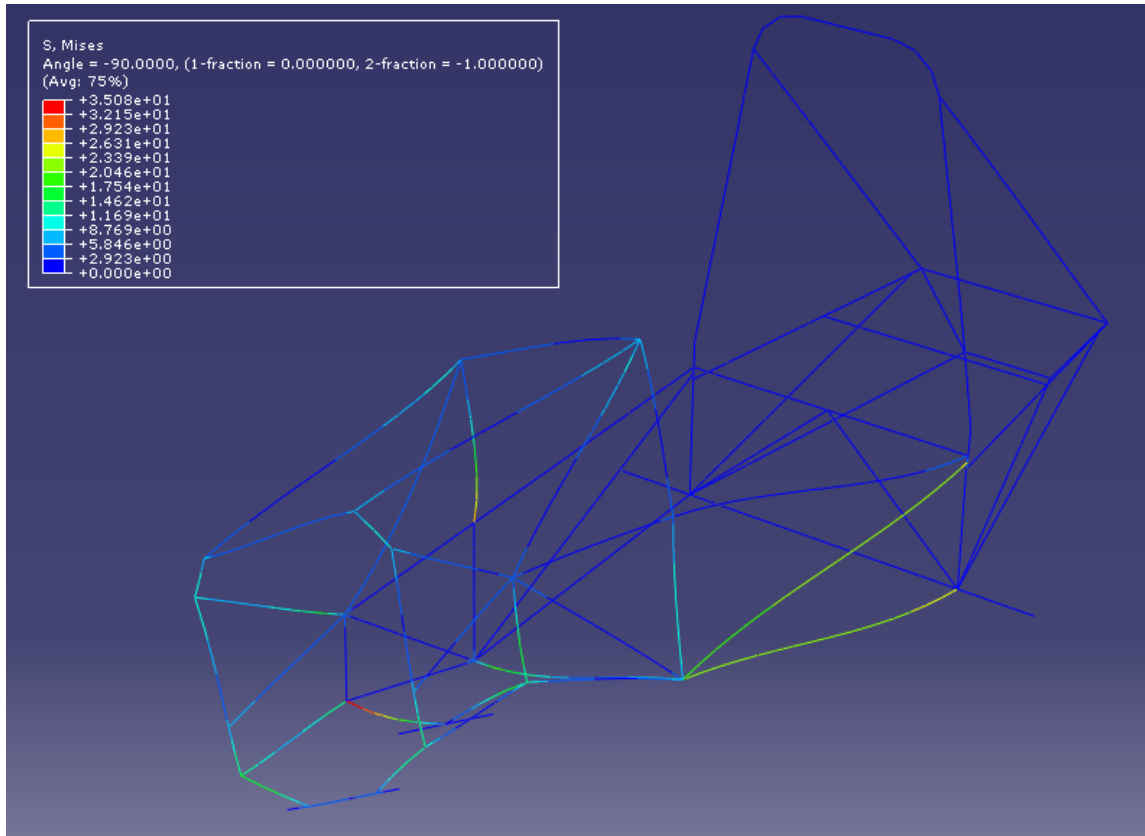 S, Mises
Angle = -90.0000, (1-fraction = 0.000000, 2-fraction = -1.000000)
(Avg: 75%)
+3.508e+01
+3.215e+01
+2.923e+01
+2.631e+01
+2.339e+01
+2.046e+01
+1.754e+01
+1.462e+01
+1.169e+01
+8.769e+00
+5.846e+00
+2.923e+00
+0.000e+00